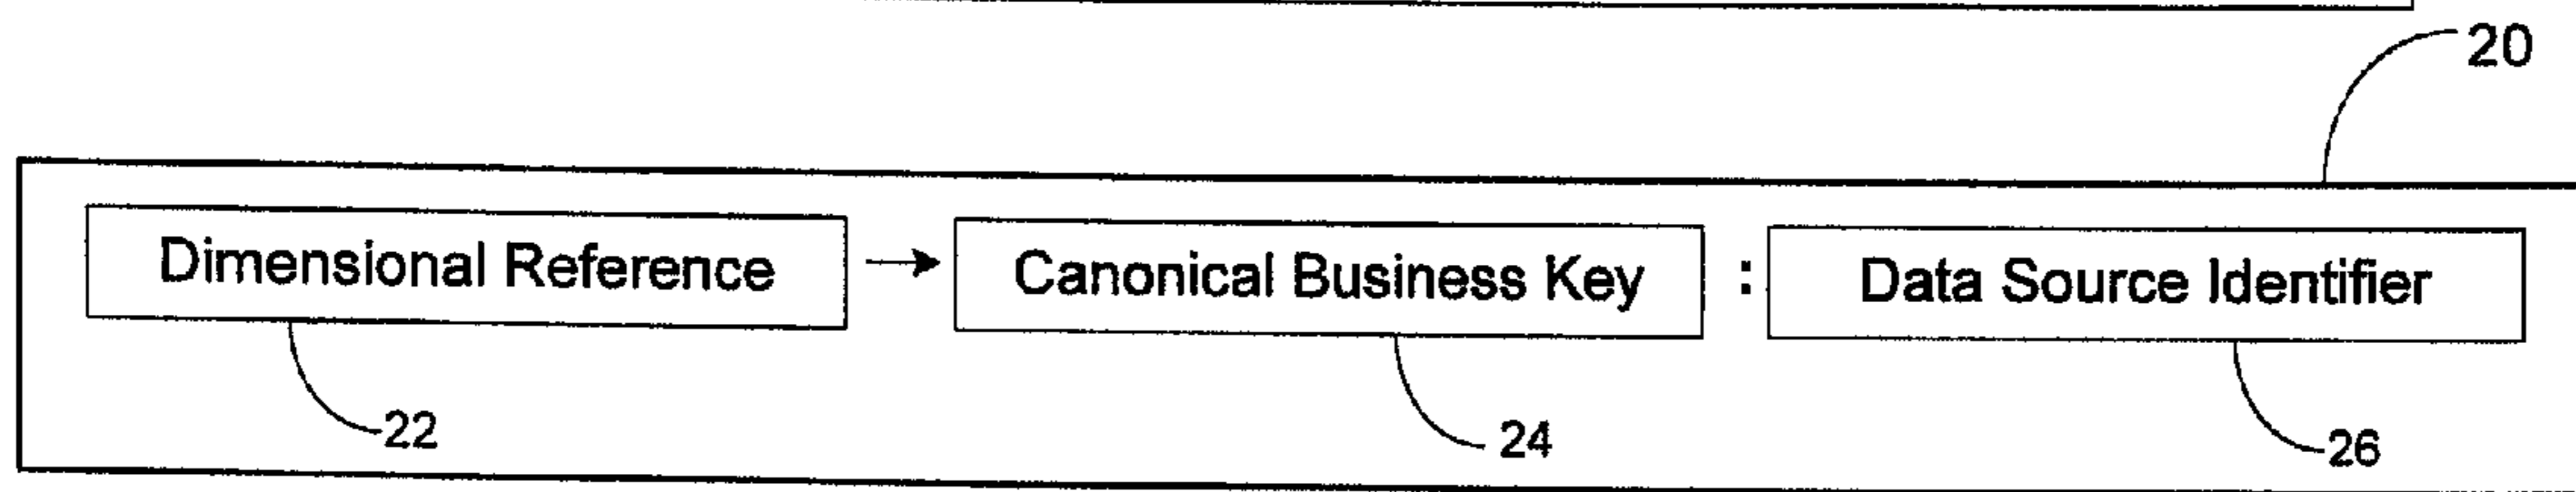 20
Dimensional Reference → Canonical Business Key : Data Source Identifier
22 24 26